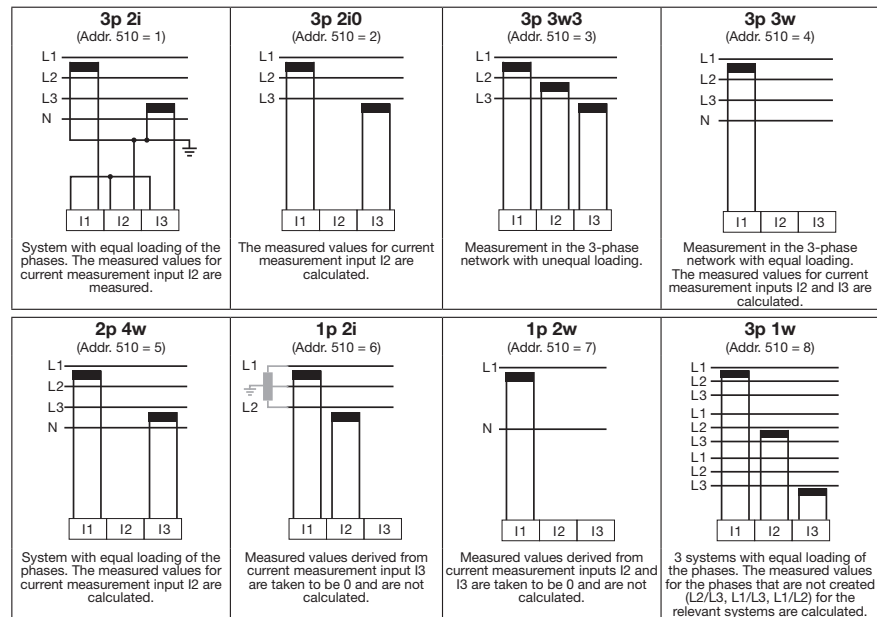 3p 2i
(Addr. 510 = 1)
L1
L2
L3
N
I1 I2 I3
System with equal loading of the
phases. The measured values for
current measurement input I2 are
measured.
3p 2i0
(Addr. 510 = 2)
L1
L2
L3
I1 I2 I3
The measured values for current
measurement input I2 are
calculated.
3p 3w3
(Addr. 510 = 3)
L1
L2
L3
I1 I2 I3
Measurement in the 3-phase
network with unequal loading.
3p 3w
(Addr. 510 = 4)
L1
L2
L3
N
I1 I2 I3
Measurement in the 3-phase
network with equal loading.
The measured values for current
measurement inputs I2 and I3 are
calculated.
2p 4w
(Addr. 510 = 5)
L1
L2
L3
N
I1 I2 I3
System with equal loading of the
phases. The measured values for
current measurement input I2 are
calculated.
1p 2i
(Addr. 510 = 6)
L1
L2
I1 I2 I3
Measured values derived from
current measurement input I3
are taken to be 0 and are not
calculated.
1p 2w
(Addr. 510 = 7)
L1
N
I1 I2 I3
Measured values derived from
current measurement inputs I2 and
I3 are taken to be 0 and are not
calculated.
3p 1w
(Addr. 510 = 8)
L1
L2
L3
L1
L2
L3
L1
L2
L3
I1 I2 I3
3 systems with equal loading of
the phases. The measured values
for the phases that are not created
(L2/L3, L1/L3, L1/L2) for the
relevant systems are calculated.